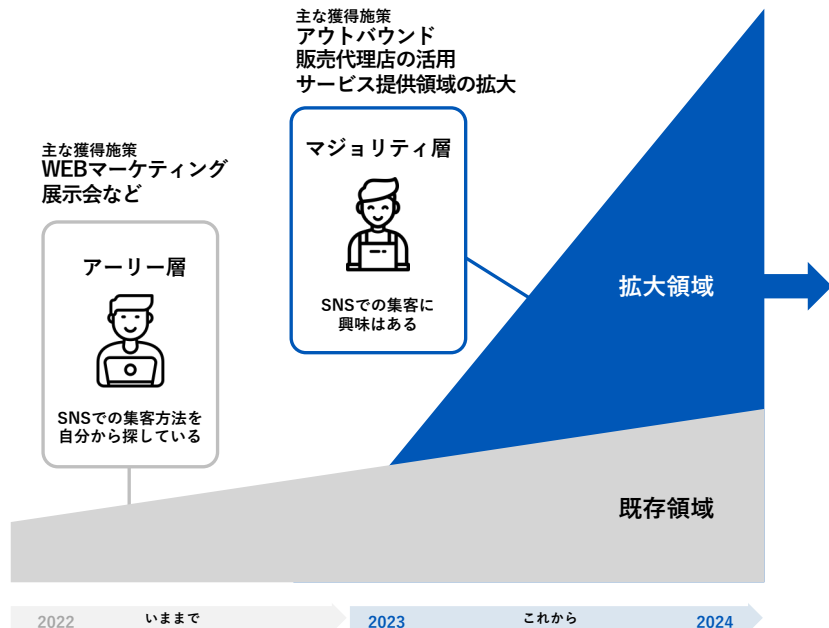 主な獲得施策
アウトバウンド
販売代理店の活用
サービス提供領域の拡大
マジョリティ層
SNSでの集客に
興味はある
主な獲得施策
WEBマーケティング
展示会など
アーリー層
SNSでの集客方法を
自分から探している
拡大領域
既存領域
2022
いままで
2023
これから
2024